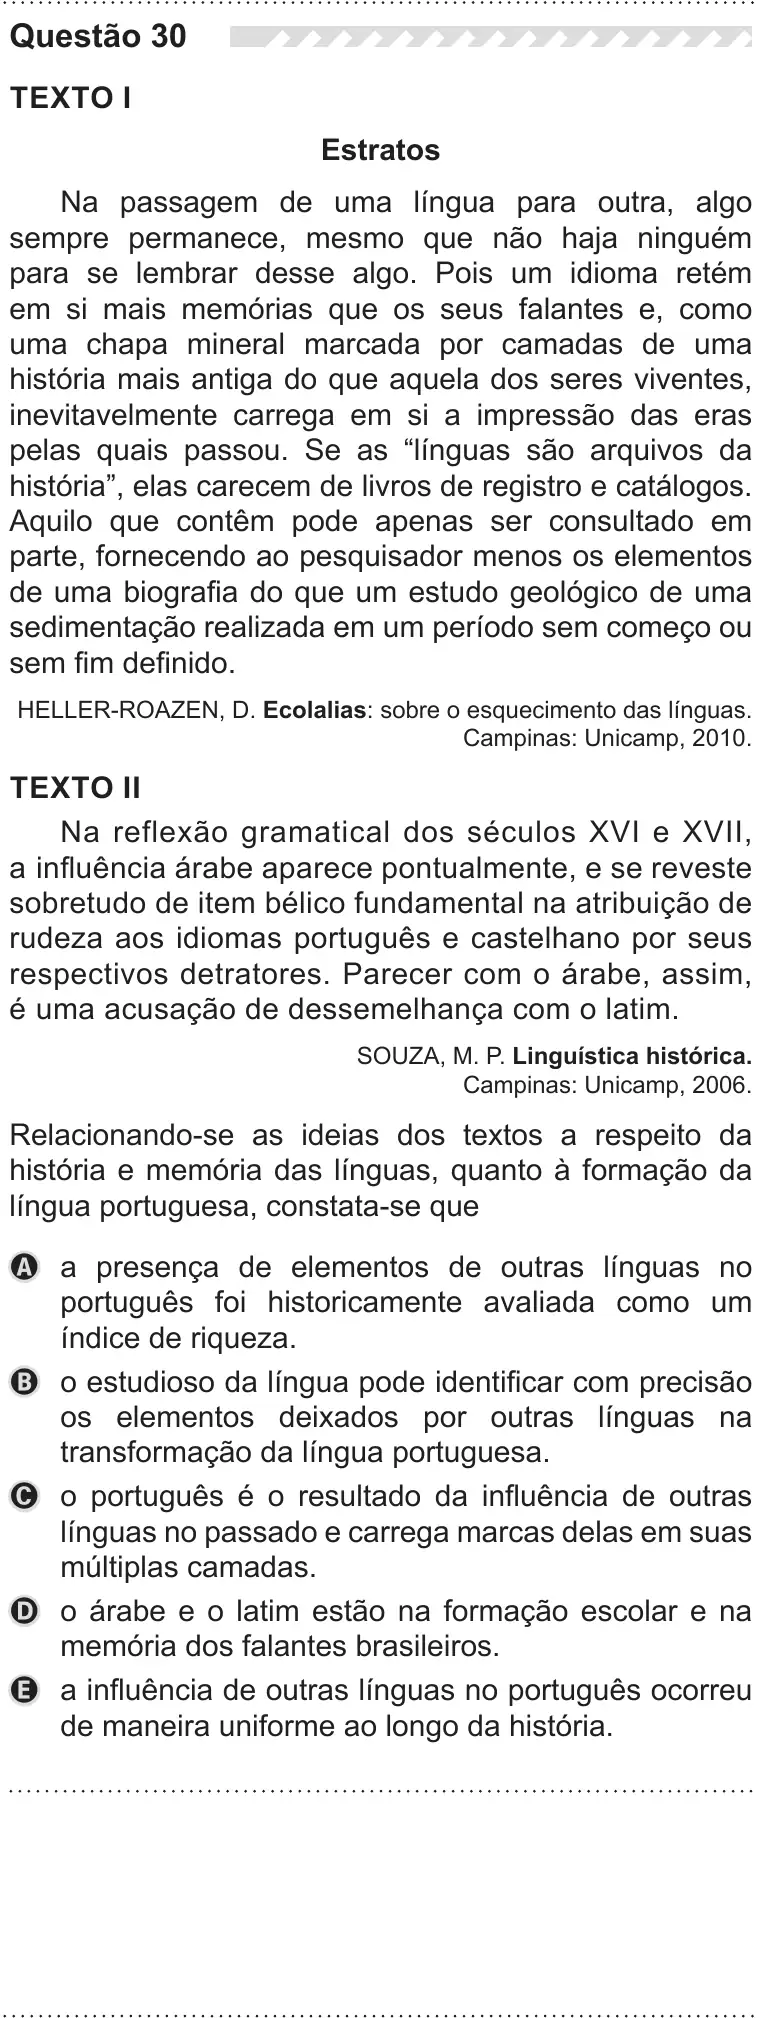 Questão 30
TEXTO I
Estratos
Na passagem de uma língua para outra, algo
sempre permanece, mesmo que não haja ninguém
para se lembrar desse algo. Pois um idioma retém
em si mais memórias que os seus falantes e, como
uma chapa mineral marcada por camadas de uma
história mais antiga do que aquela dos seres viventes,
inevitavelmente carrega em si a impressão das eras
pelas quais passou. Se as “línguas são arquivos da
história”, elas carecem de livros de registro e catálogos.
Aquilo que contêm pode apenas ser consultado em
parte, fornecendo ao pesquisador menos os elementos
de uma biografia do que um estudo geológico de uma
sedimentação realizada em um período sem começo ou
sem fim definido.
HELLER-ROAZEN, D. Ecolalias: sobre o esquecimento das línguas.
Campinas: Unicamp, 2010.
TEXTO II
Na reflexão gramatical dos séculos XVI e XVII,
a influência árabe aparece pontualmente, e se reveste
sobretudo de item bélico fundamental na atribuição de
rudeza aos idiomas português e castelhano por seus
respectivos detratores. Parecer com o árabe, assim,
é uma acusação de dessemelhança com o latim.
SOUZA, M. P. Linguística histórica.
Campinas: Unicamp, 2006.
Relacionando-se as ideias dos textos a respeito da
história e memória das línguas, quanto à formação da
língua portuguesa, constata-se que
A a presença de elementos de outras línguas no
português foi historicamente avaliada como um
índice de riqueza.
B o estudioso da língua pode identificar com precisão
os elementos deixados por outras línguas na
transformação da língua portuguesa.
C o português é o resultado da influência de outras
línguas no passado e carrega marcas delas em suas
múltiplas camadas.
D o árabe e o latim estão na formação escolar e na
memória dos falantes brasileiros.
E a influência de outras línguas no português ocorreu
de maneira uniforme ao longo da história.